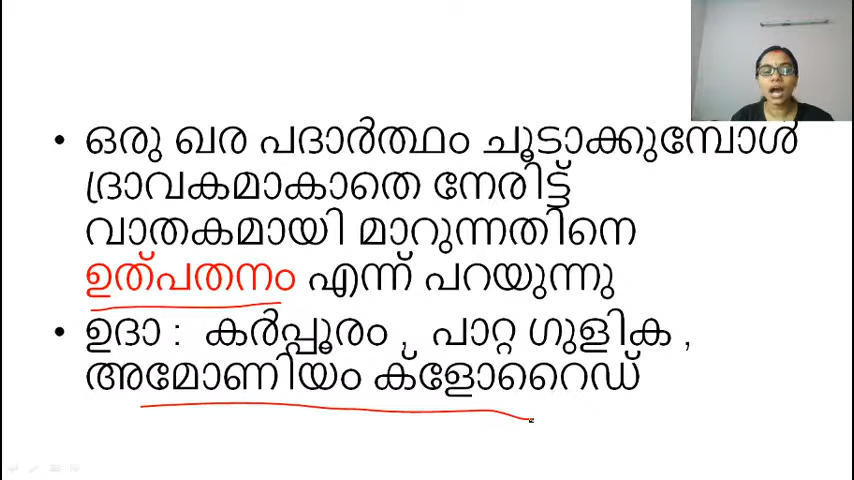 • ഒരു ഖര പദാർത്ഥം ചൂടാക്കുമ്പോൾ
ദ്രാവകമാകാതെ നേരിട്ട്
വാതകമായി മാറുന്നതിനെ
ഉത്പതനം എന്ന് പറയുന്നു
• ഉദാ : കർപ്പൂരം , പാറ്റ ഗുളിക ,
അമോണിയം ക്ളോറൈഡ്